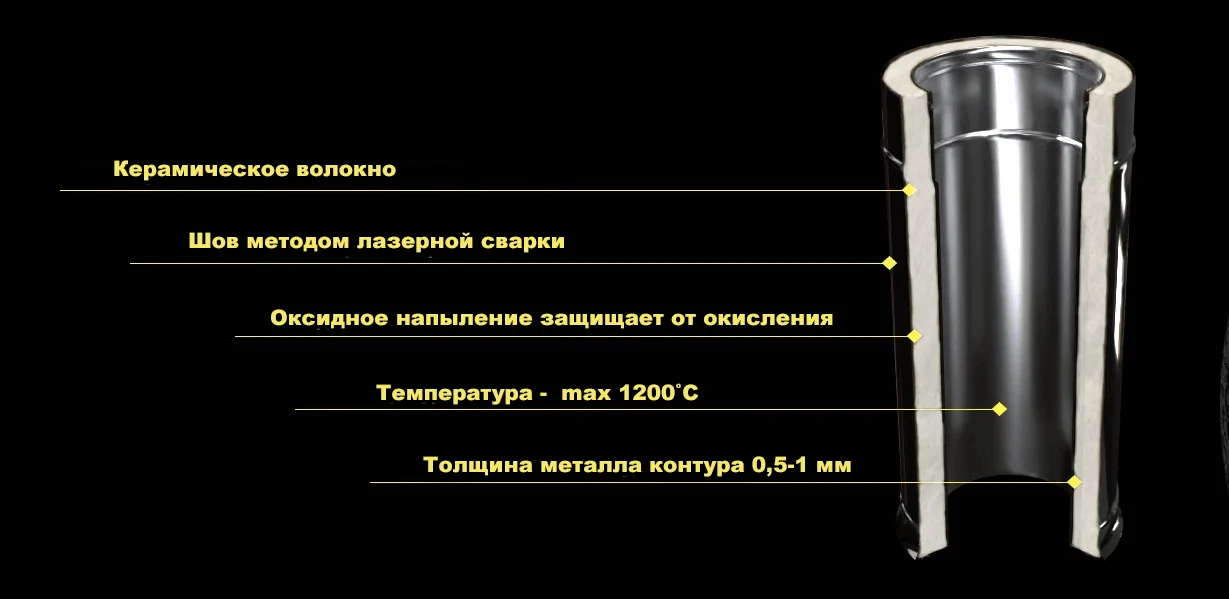 Керамическое волокно
Шов методом лазерной сварки
Оксидное напыление защищает от окисления
Температура - max 1200°C
Толщина металла контура 0,5-1 мм